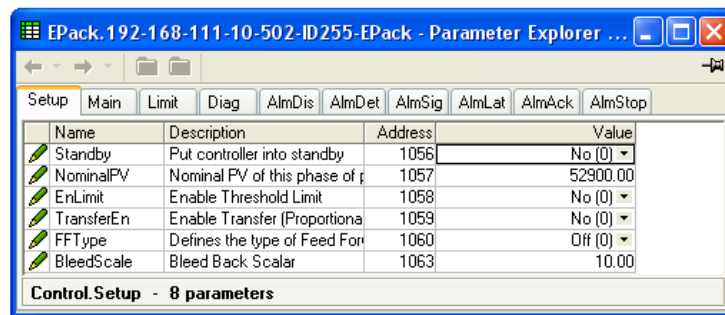 EPack.192-168-111-10-502-ID255-EPack - Parameter Explorer ...
Setup Main Limit Diag AlmDis AlmDet AlmSig AlmLat AlmAck AlmStop
Name Description Address Value
Standby Put controller into standby 1056 No (0)
NominalPV Nominal PV of this phase of p 1057 52900.00
EnLimit Enable Threshold Limit 1058 No (0)
TransferEn Enable Transfer (Proportiona 1059 No (0)
FFType Defines the type of Feed For 1060 Off (0)
BleedScale Bleed Back Scalar 1063 10.00
Control.Setup - 8 parameters